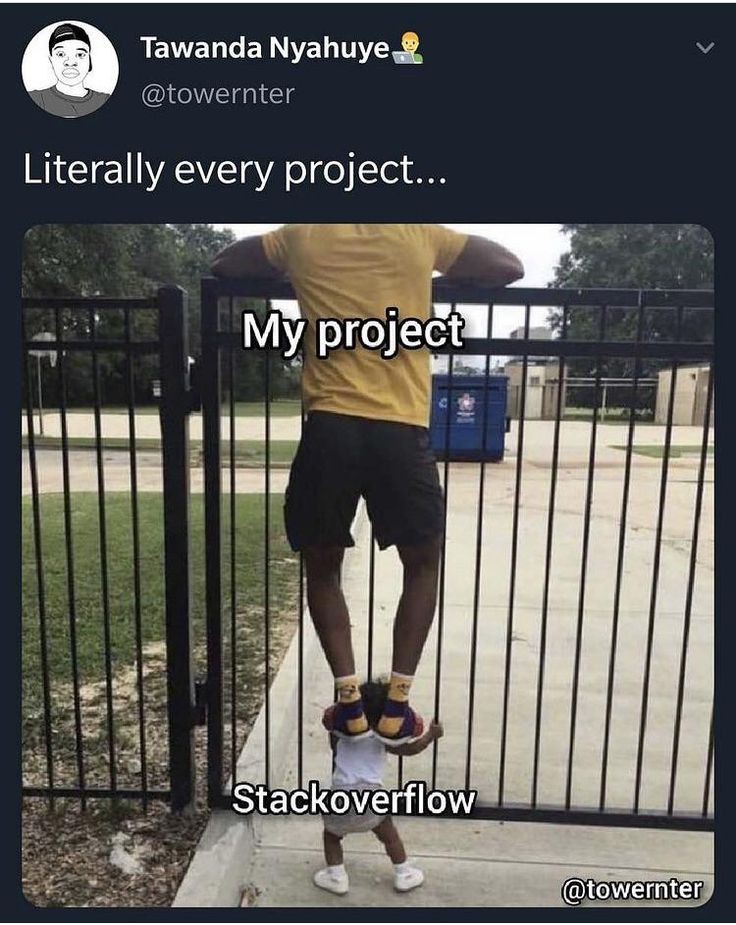 Tawanda Nyahuye👨‍💻
@towernter
Literally every project...
My project
Stackoverflow
@towernter